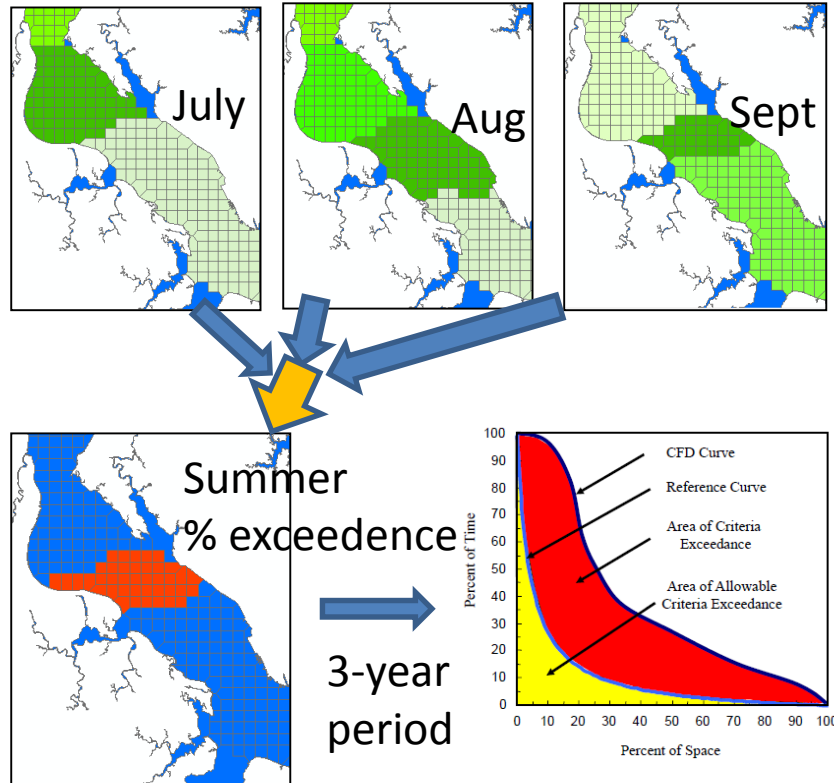 July
Aug
Sept
Summer
% exceedence
3-year
period
100
90
80
70
60
50
40
30
20
10
0
Percent of Time
CFD Curve
Reference Curve
Area of Criteria
Exceedance
Area of Allowable
Criteria Exceedance
0 10 20 30 40 50 60 70 80 90 100
Percent of Space